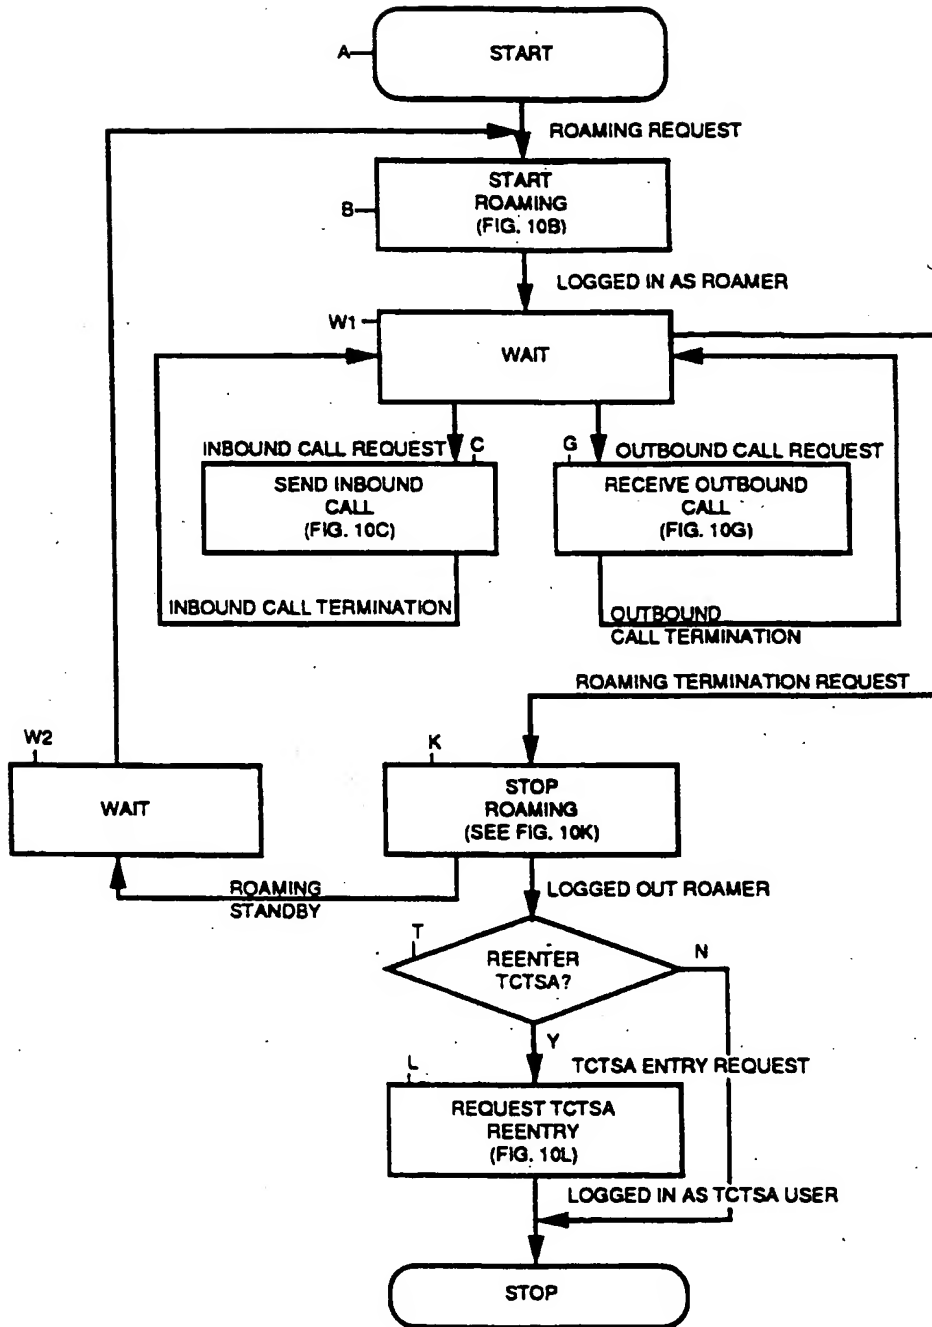 A
START
ROAMING REQUEST
B
START
ROAMING
(FIG. 10B)
LOGGED IN AS ROAMER
W1
WAIT
INBOUND CALL REQUEST
C
G
OUTBOUND CALL REQUEST
SEND INBOUND
CALL
(FIG. 10C)
RECEIVE OUTBOUND
CALL
(FIG. 10G)
INBOUND CALL TERMINATION
OUTBOUND
CALL TERMINATION
ROAMING TERMINATION REQUEST
W2
WAIT
K
STOP
ROAMING
(SEE FIG. 10K)
ROAMING
STANDBY
LOGGED OUT ROAMER
T
REENTER
TCTSA?
N
Y
TCTSA ENTRY REQUEST
L
REQUEST TCTSA
REENTRY
(FIG. 10L)
LOGGED IN AS TCTSA USER
STOP